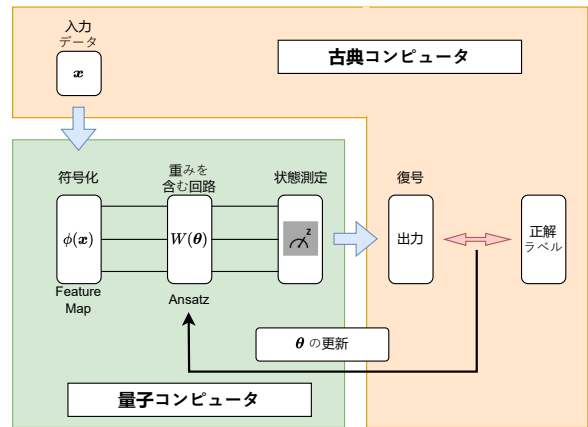 入力
データ
x
古典コンピュータ
符号化
重みを
含む回路
状態測定
復号
ϕ(x)
W(θ)
z
出力
正解
ラベル
Feature
Map
Ansatz
θ の更新
量子コンピュータ